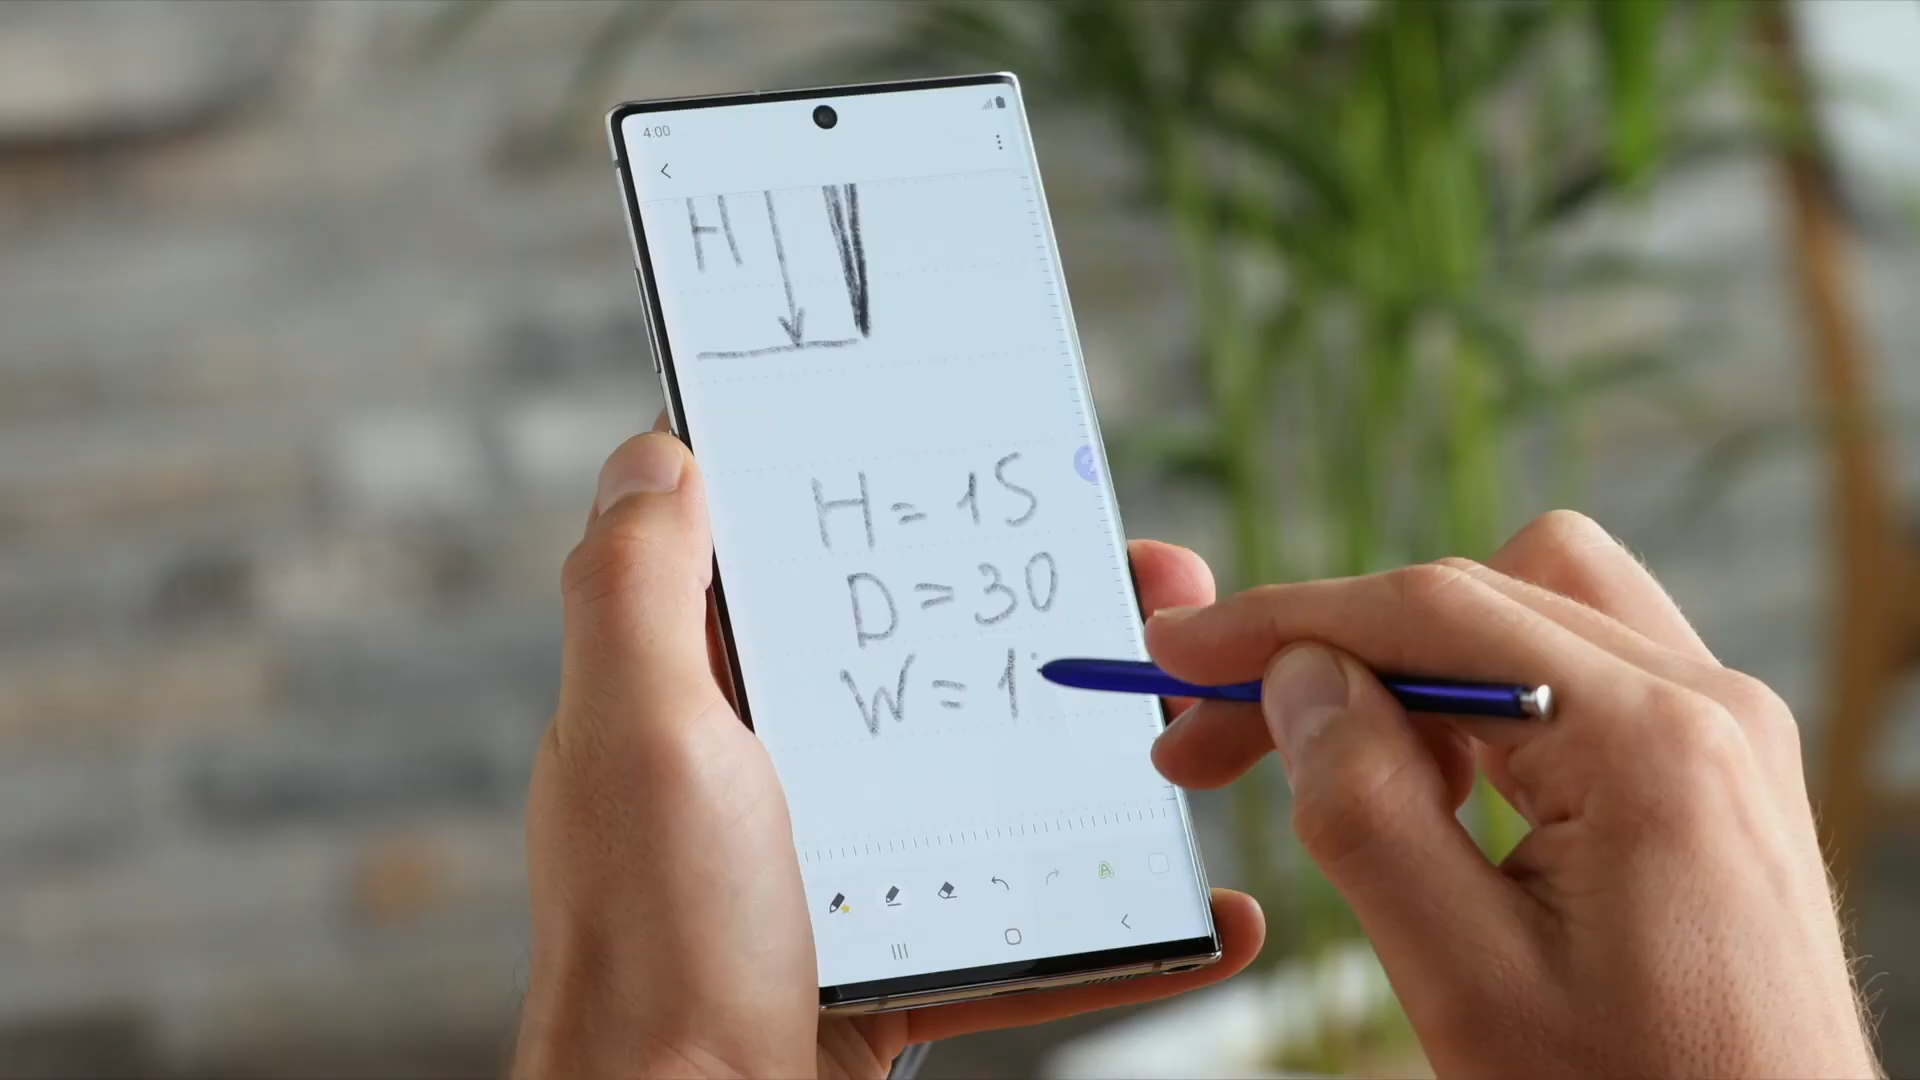 4:00
H
H = 15
D = 30
W = 1
A